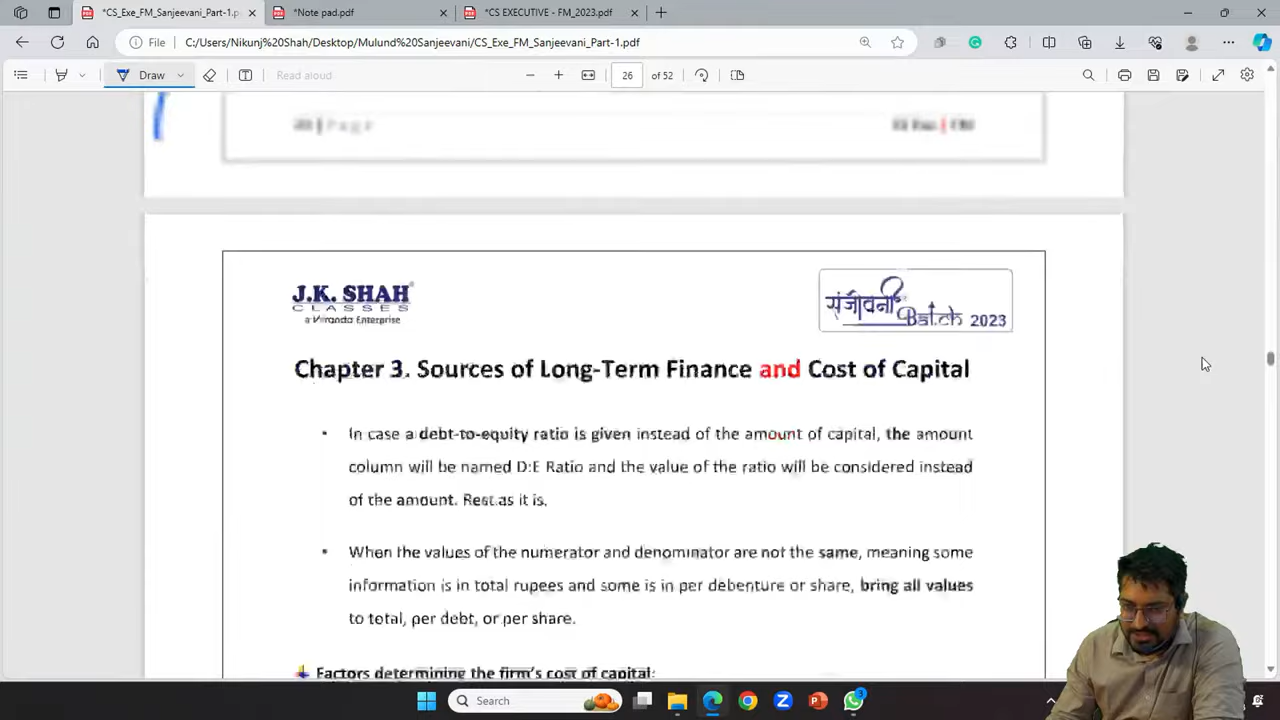 *CS_Exe_FM_Sanjeevani_Part-1.p
*Note pad.pdf
*CS EXECUTIVE - FM_2023.pdf
File
C:/Users/Nikunj%20Shah/Desktop/Mulund%20Sanjeevani/CS_Exe_FM_Sanjeevani_Part-1.pdf
Draw
Read aloud
26 of 52
Page
J.K. SHAH
CLASSES
a Veranda Enterprise
संजीवनी
Batch 2023
Chapter 3. Sources of Long-Term Finance and Cost of Capital
• In case a debt-to-equity ratio is given instead of the amount of capital, the amount
column will be named D:E Ratio and the value of the ratio will be considered instead
of the amount. Rest as it is.
• When the values of the numerator and denominator are not the same, meaning some
information is in total rupees and some is in per debenture or share, bring all values
to total, per debt, or per share.
Factors determining the firm's cost of capital:
Search
3